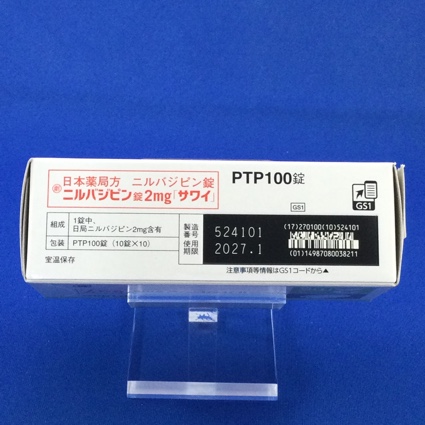 日本薬局方 ニルバジピン錠
ニルバジピン錠2mg「サワイ」
PTP100錠
GS1
GS1
組成 1錠中、
日局ニルバジピン2mg含有
包装 PTP100錠(10錠×10)
室温保存
製造番号 524101
使用期限 2027.1
(17)270100(10)524101
(01)14987080038211
注意事項等情報はGS1コードから▲